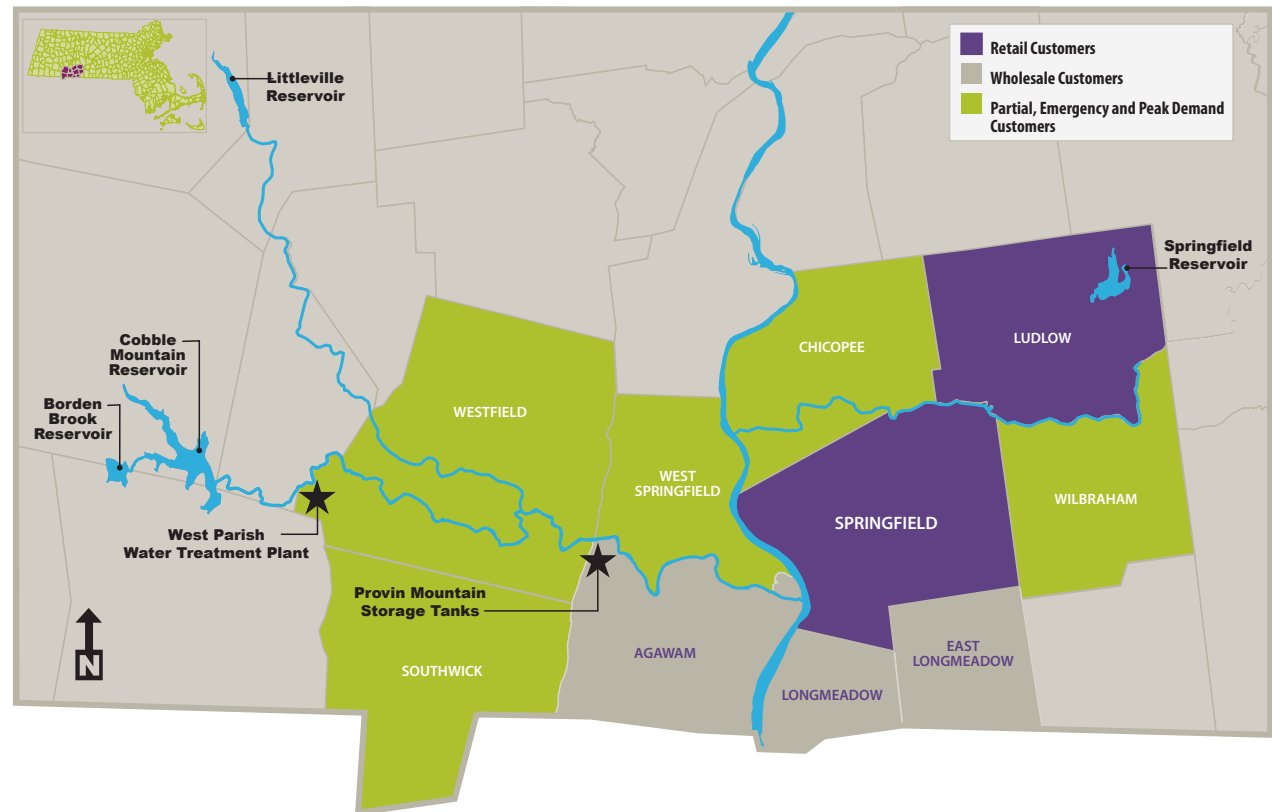 Littleville
Reservoir
Retail Customers
Wholesale Customers
Partial, Emergency and Peak Demand
Customers
Springfield
Reservoir
Cobble
Mountain
Reservoir
Borden
Brook
Reservoir
CHICOPEE
LUDLOW
WESTFIELD
WEST
SPRINGFIELD
WILBRAHAM
SPRINGFIELD
West Parish
Water Treatment Plant
Provin Mountain
Storage Tanks
N
SOUTHWICK
AGAWAM
LONGMEADOW
EAST
LONGMEADOW